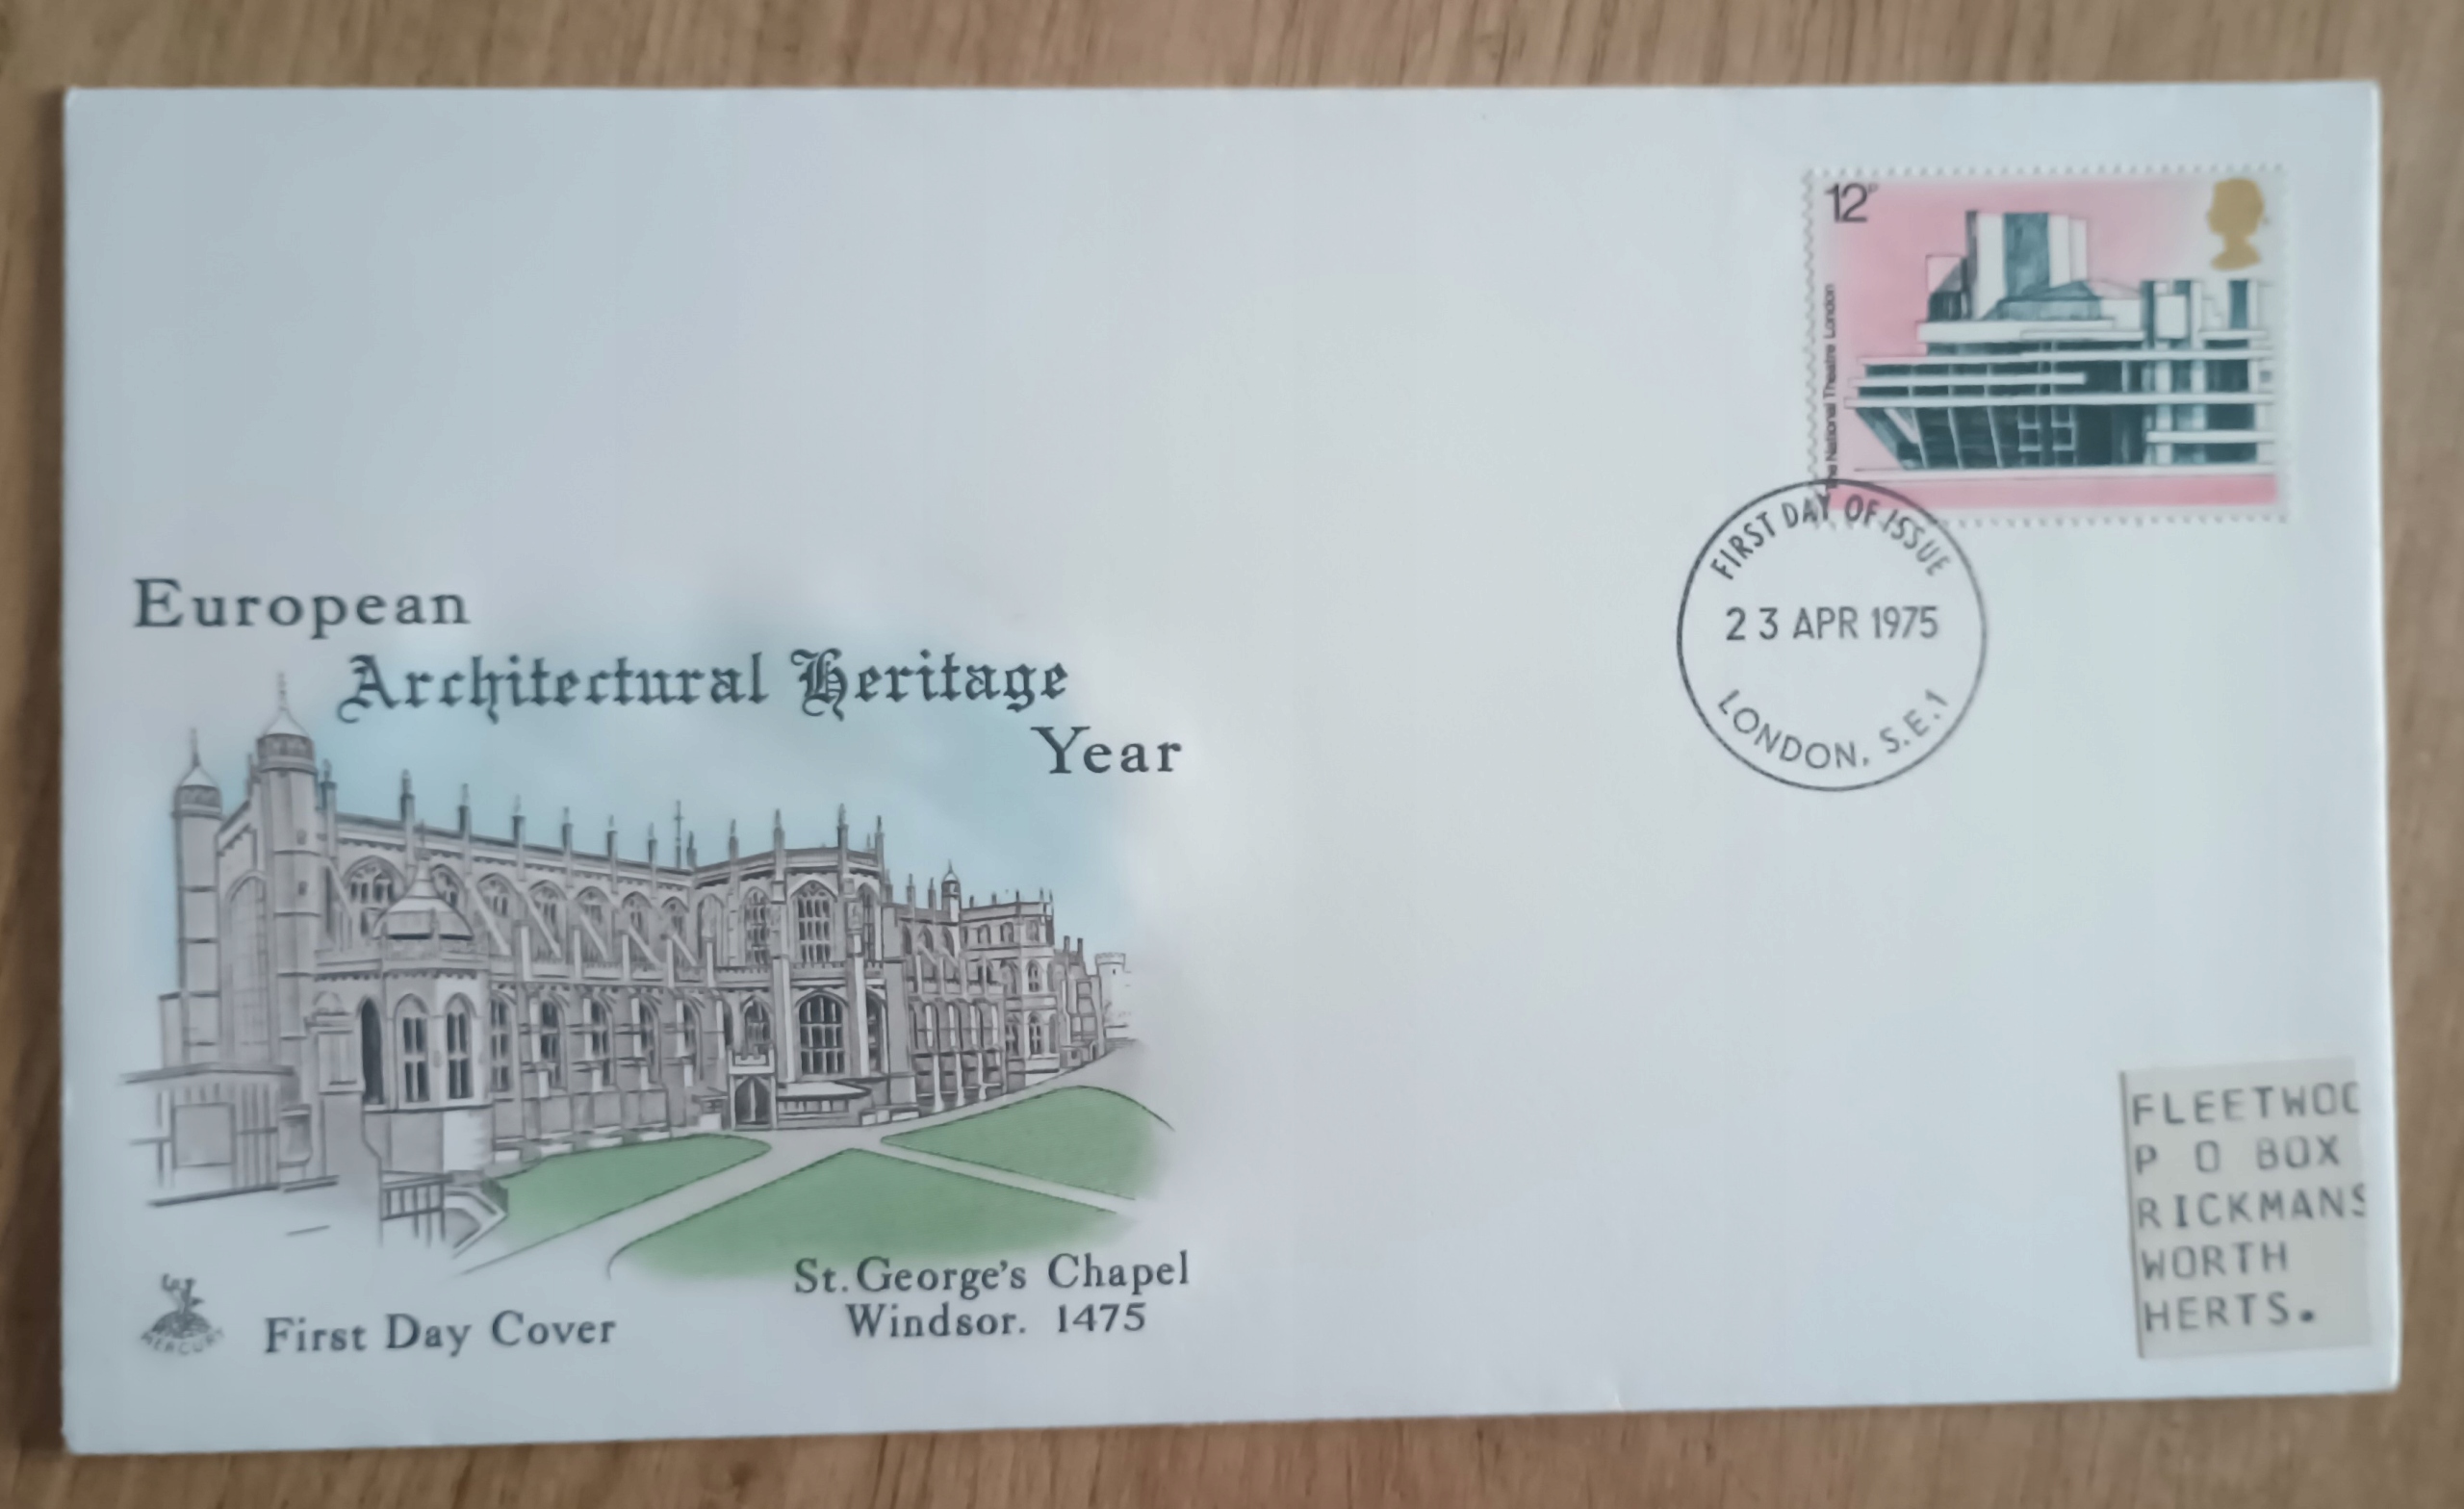 12P
The National Theatre London
FIRST DAY OF ISSUE
23 APR 1975
LONDON, S.E.1
European
Architectural Heritage
Year
St. George's Chapel
Windsor. 1475
First Day Cover
MERCURY
FLEETWOO
P O BOX
RICKMANS
WORTH
HERTS.